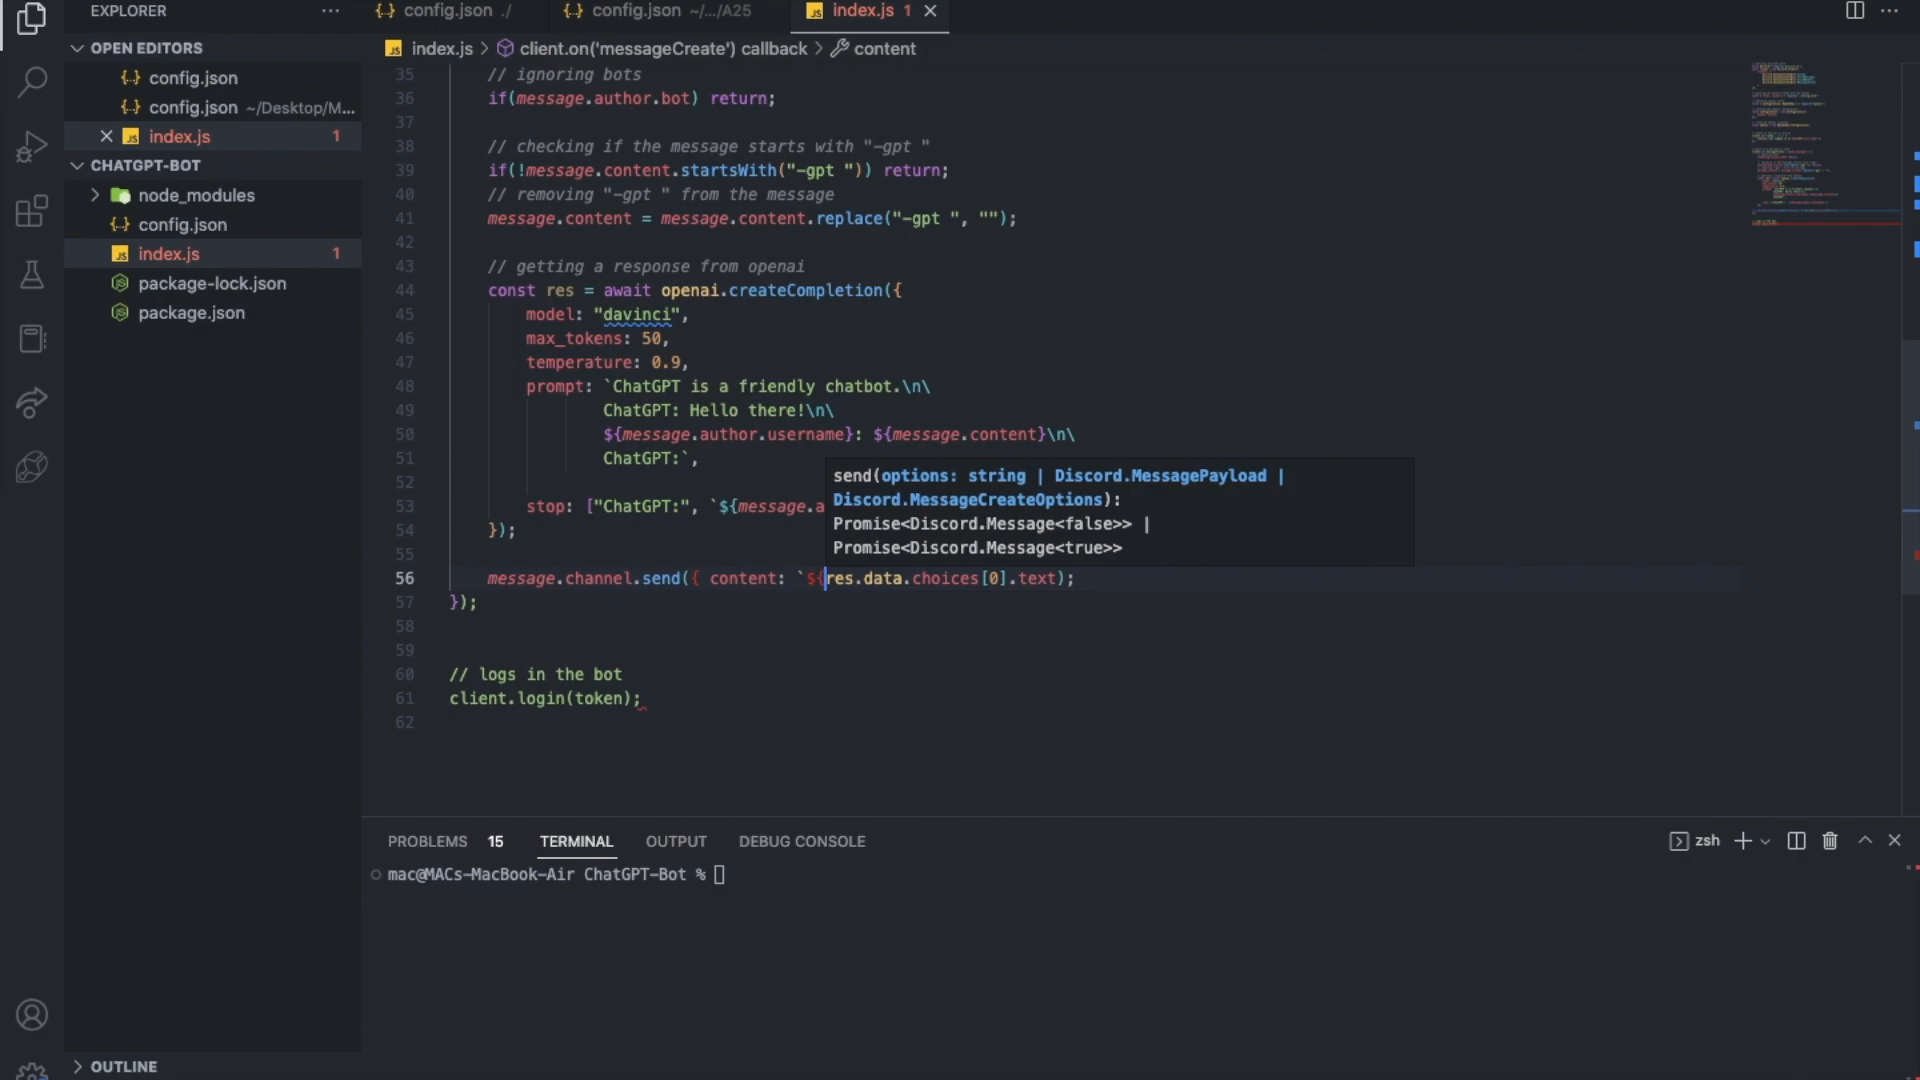 EXPLORER
config.json ./
config.json ~/.../A25
index.js 1
OPEN EDITORS
config.json
config.json ~/Desktop/M...
index.js 1
CHATGPT-BOT
node_modules
config.json
index.js 1
package-lock.json
package.json
OUTLINE
index.js > client.on('messageCreate') callback > content
35 // ignoring bots
36 if(message.author.bot) return;
37
38 // checking if the message starts with "-gpt "
39 if(!message.content.startsWith("-gpt ")) return;
40 // removing "-gpt " from the message
41 message.content = message.content.replace("-gpt ", "");
42
43 // getting a response from openai
44 const res = await openai.createCompletion({
45 model: "davinci",
46 max_tokens: 50,
47 temperature: 0.9,
48 prompt: `ChatGPT is a friendly chatbot.\n\
49 ChatGPT: Hello there!\n\
50 ${message.author.username}: ${message.content}\n\
51 ChatGPT:`,
52
53 stop: ["ChatGPT:", `${message.a
54 });
55
56 message.channel.send({ content: `${res.data.choices[0].text);
57 });
58
59
60 // logs in the bot
61 client.login(token);
62
send(options: string | Discord.MessagePayload |
Discord.MessageCreateOptions):
Promise<Discord.Message<false>> |
Promise<Discord.Message<true>>
PROBLEMS 15 TERMINAL OUTPUT DEBUG CONSOLE
zsh
mac@MACs-MacBook-Air ChatGPT-Bot %